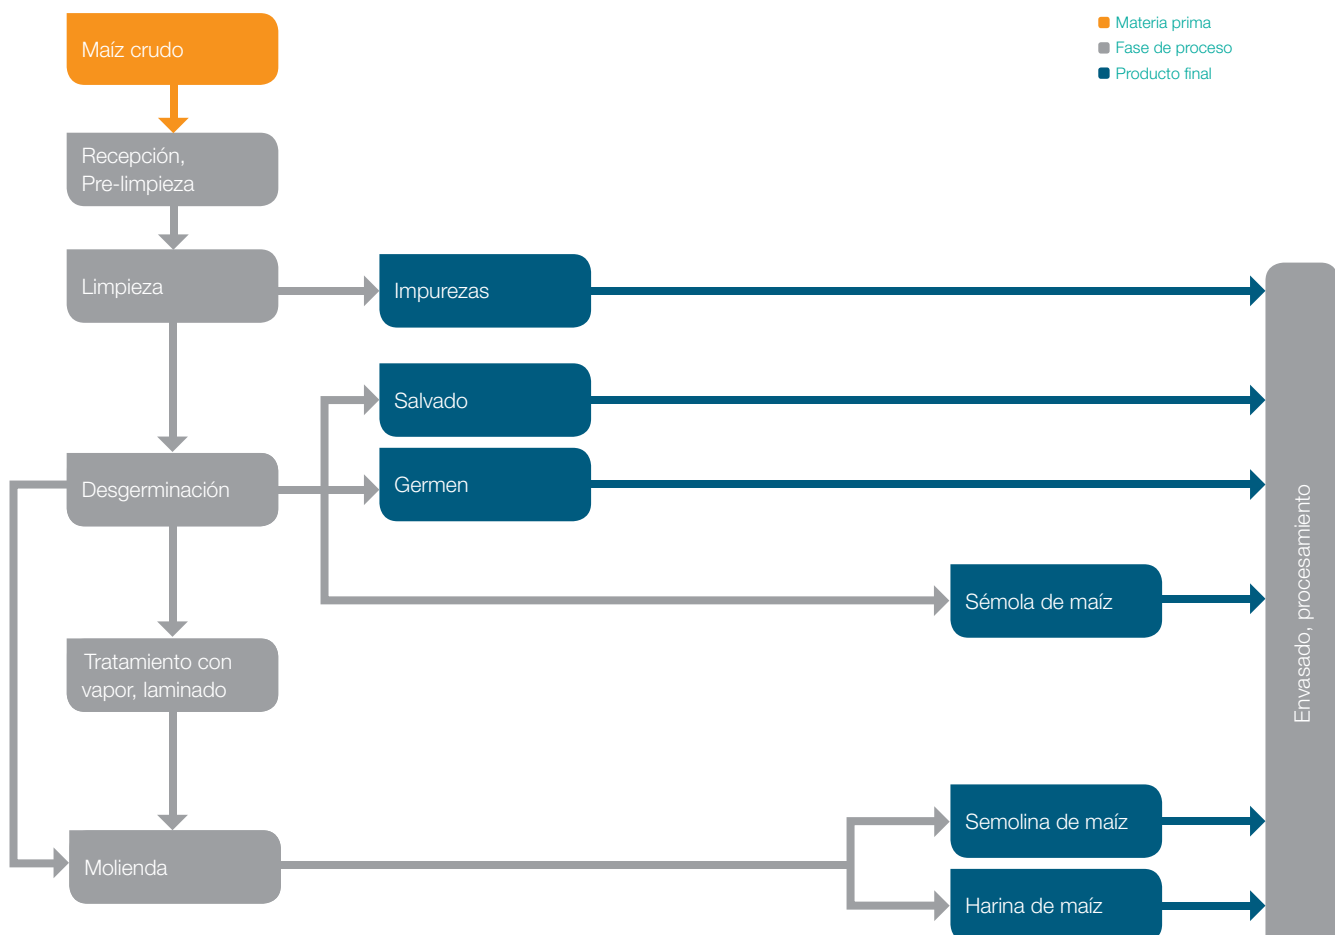 Maíz crudo
Materia prima
Fase de proceso
Producto final
Recepción,
Pre-limpieza
Limpieza
Impurezas
Salvado
Desgerminación
Germen
Sémola de maíz
Tratamiento con
vapor, laminado
Semolina de maíz
Molienda
Harina de maíz
Envasado, procesamiento